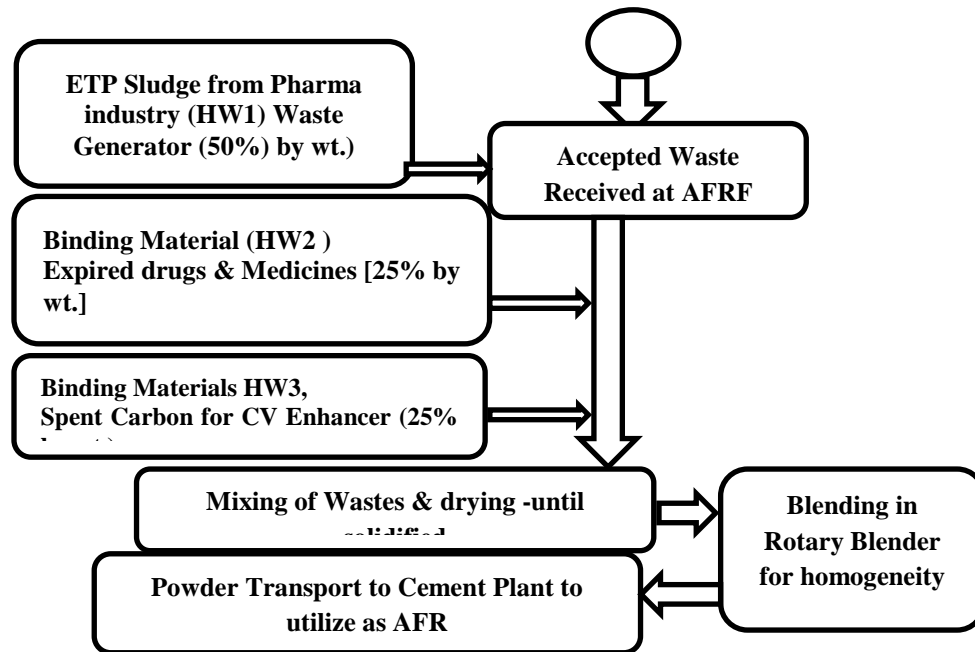 ETP Sludge from Pharma
industry (HW1) Waste
Generator (50%) by wt.)
Accepted Waste
Received at AFRF
Binding Material (HW2 )
Expired drugs & Medicines [25% by
wt.]
Binding Materials HW3,
Spent Carbon for CV Enhancer (25%
Mixing of Wastes & drying -until
Blending in
Rotary Blender
for homogeneity
Powder Transport to Cement Plant to
utilize as AFR